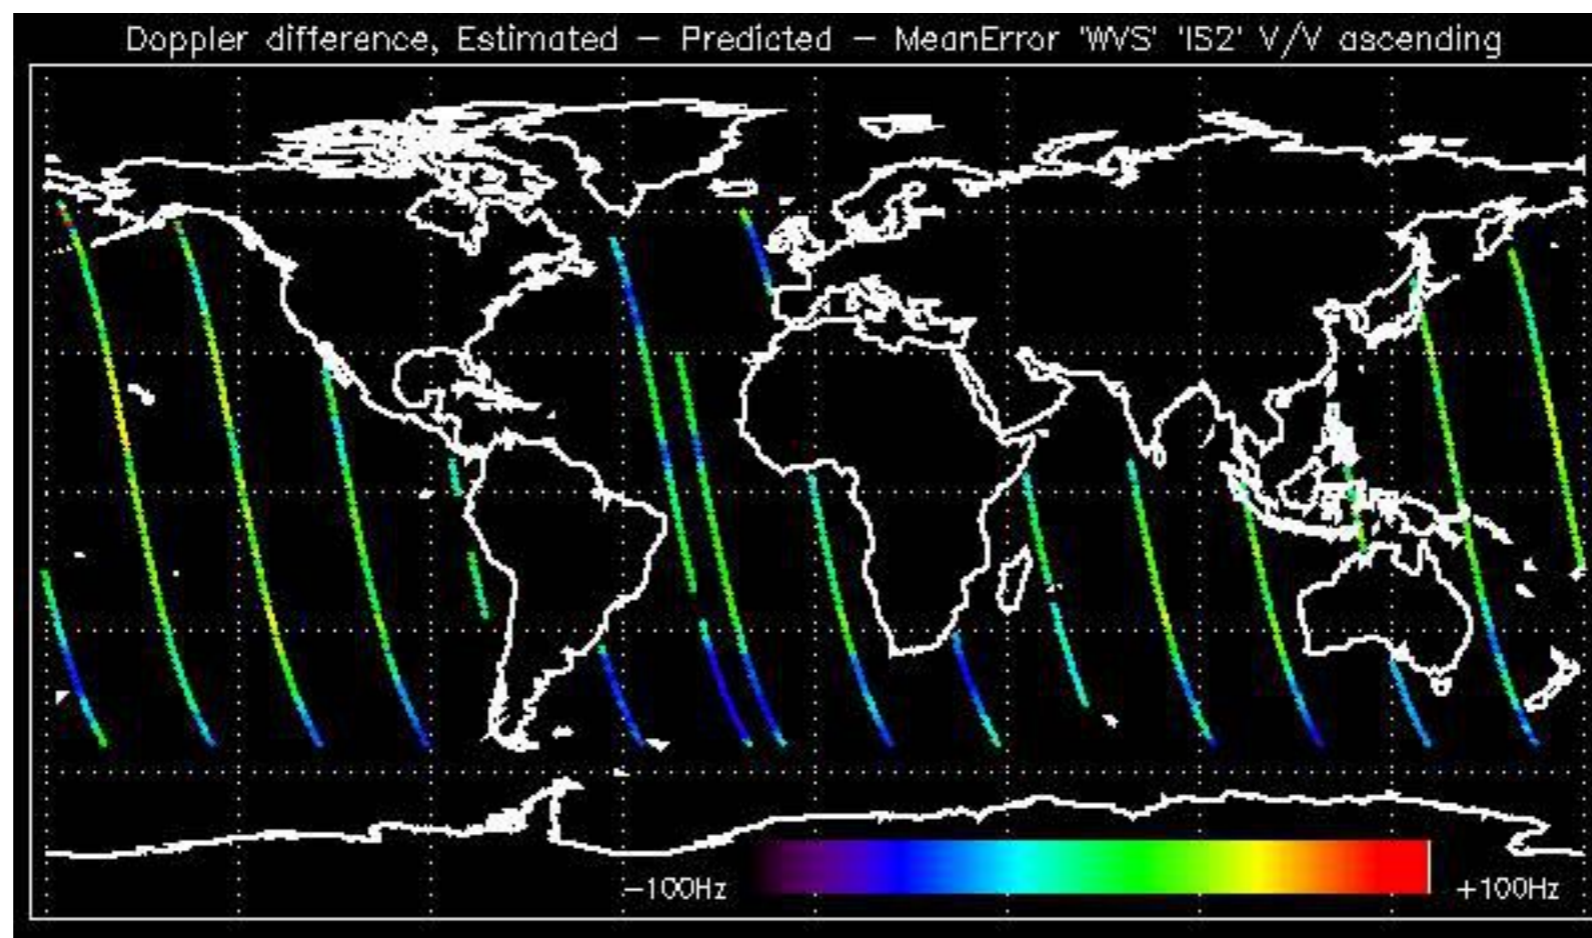 Doppler difference, Estimated – Predicted – MeanError 'WVS' 'IS2' V/V ascending
-100Hz +100Hz